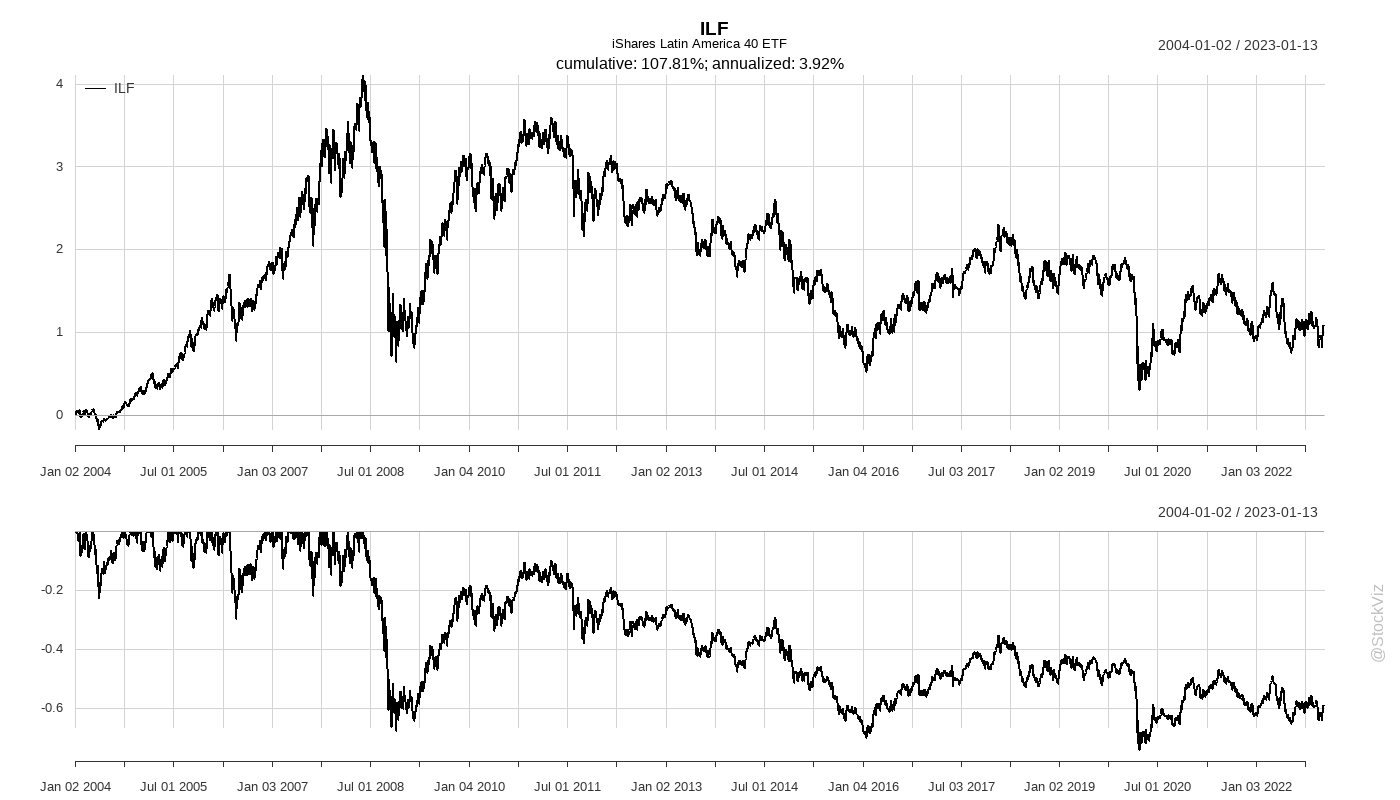 ILF
iShares Latin America 40 ETF
2004-01-02 / 2023-01-13
cumulative: 107.81%; annualized: 3.92%
ILF
4
3
2
1
0
Jan 02 2004 Jul 01 2005 Jan 03 2007 Jul 01 2008 Jan 04 2010 Jul 01 2011 Jan 02 2013 Jul 01 2014 Jan 04 2016 Jul 03 2017 Jan 02 2019 Jul 01 2020 Jan 03 2022
2004-01-02 / 2023-01-13
-0.2
-0.4
-0.6
Jan 02 2004 Jul 01 2005 Jan 03 2007 Jul 01 2008 Jan 04 2010 Jul 01 2011 Jan 02 2013 Jul 01 2014 Jan 04 2016 Jul 03 2017 Jan 02 2019 Jul 01 2020 Jan 03 2022
@StockViz